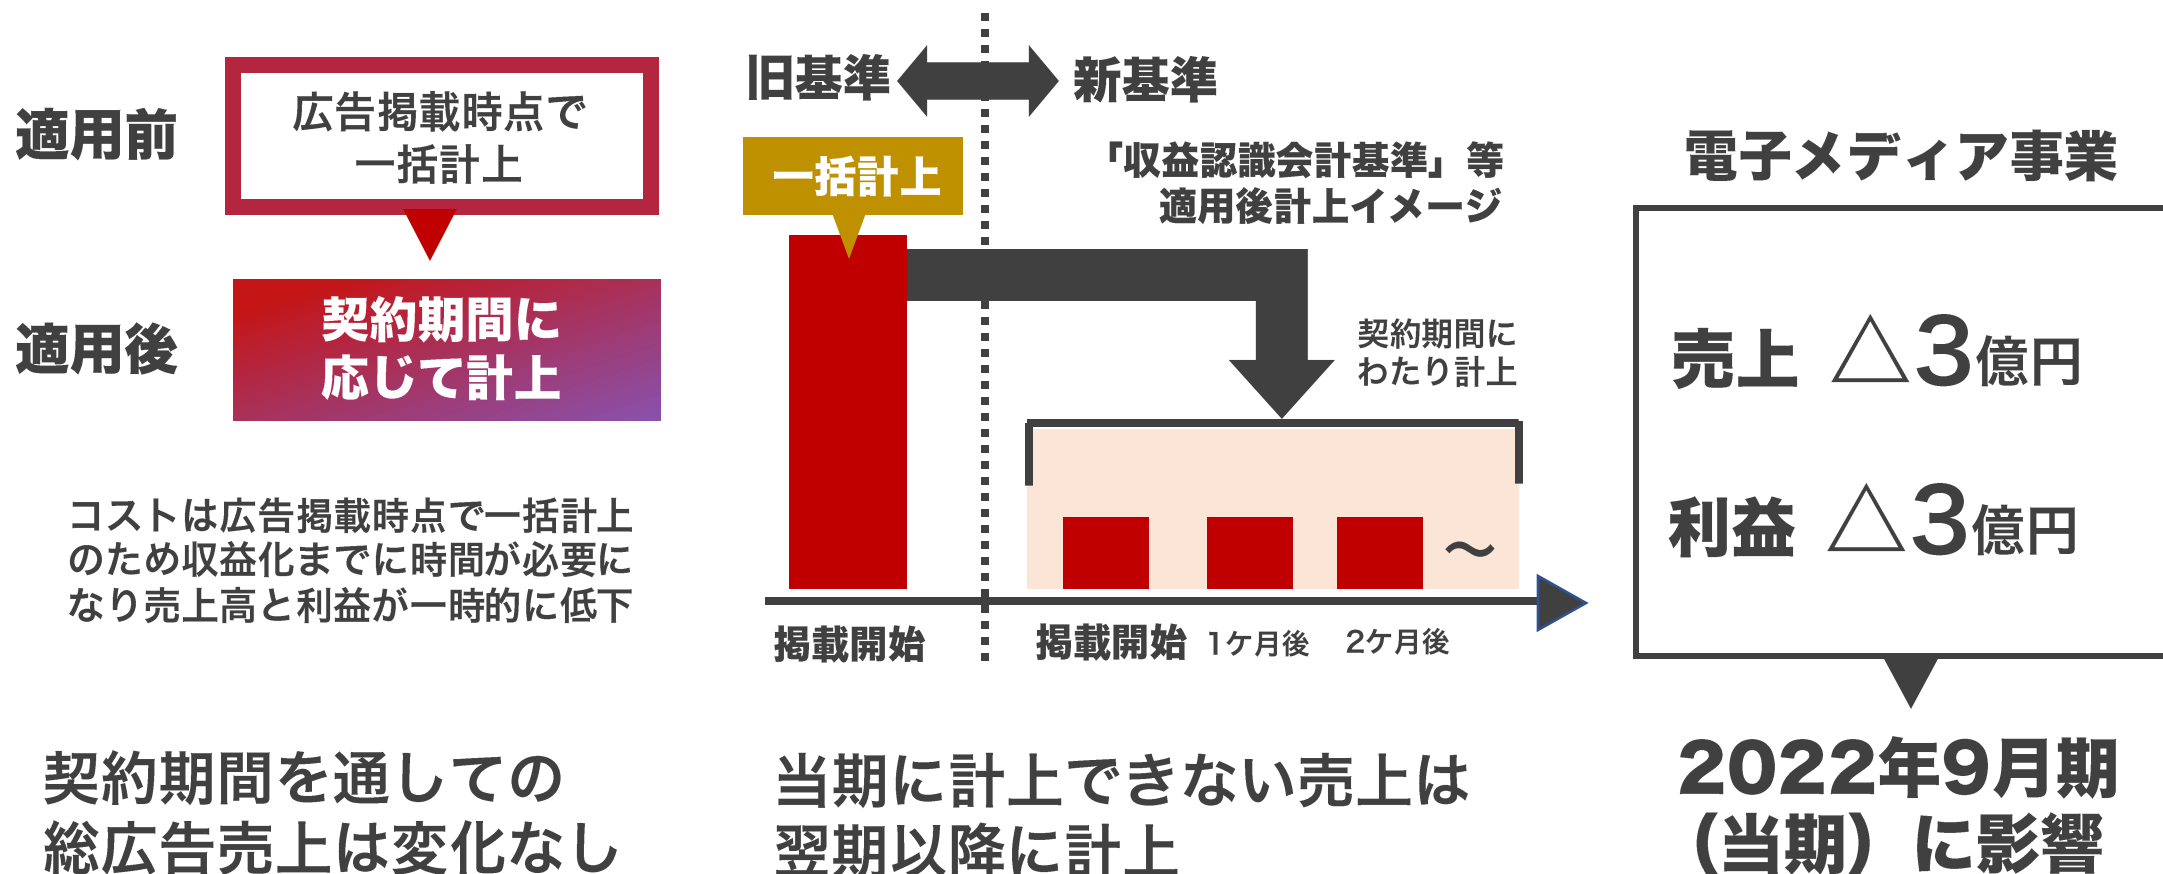 適用前
広告掲載時点で
一括計上
適用後
契約期間に
応じて計上
コストは広告掲載時点で一括計上
のため収益化までに時間が必要に
なり売上高と利益が一時的に低下
契約期間を通しての
総広告売上は変化なし
旧基準
新基準
一括計上
「収益認識会計基準」等
適用後計上イメージ
契約期間に
わたり計上
～
掲載開始
掲載開始
1ケ月後
2ケ月後
当期に計上できない売上は
翌期以降に計上
電子メディア事業
売上 △3億円
利益 △3億円
2022年9月期
（当期）に影響